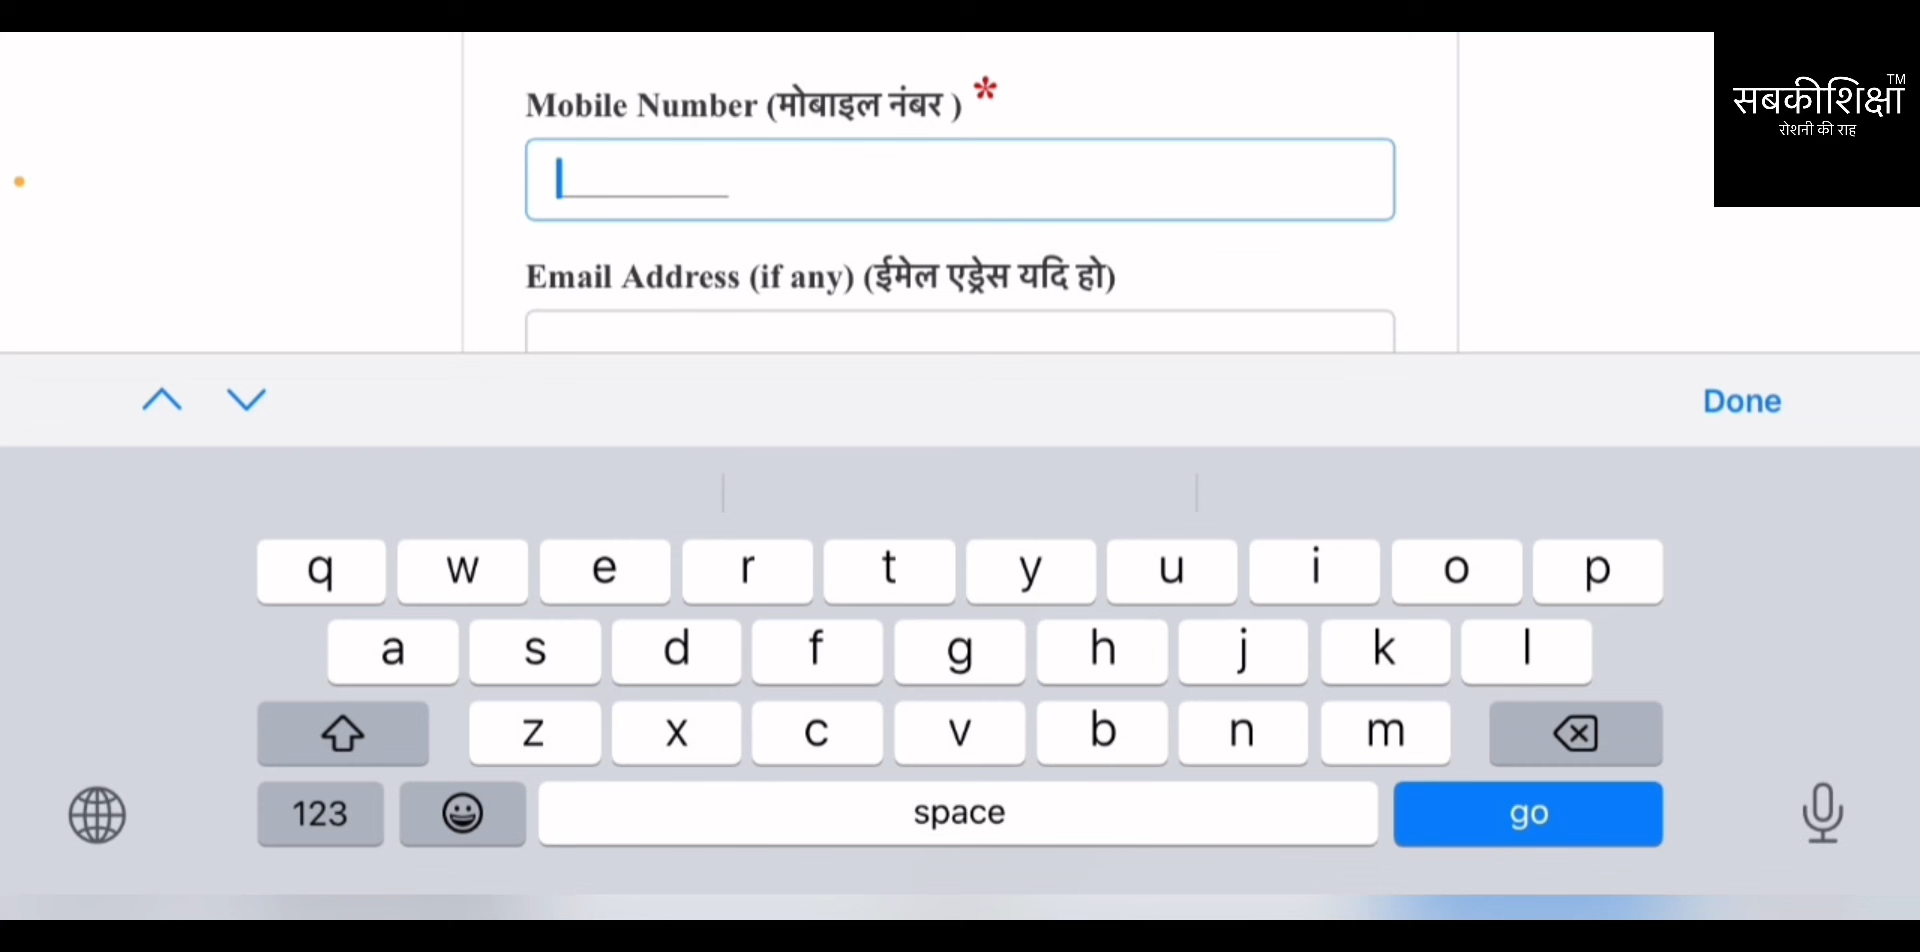 Mobile Number (मोबाइल नंबर ) *
सबकीशिक्षा TM
रोशनी की राह
Email Address (if any) (ईमेल एड्रेस यदि हो)
Done
q w e r t y u i o p
a s d f g h j k l
z x c v b n m
123 space go